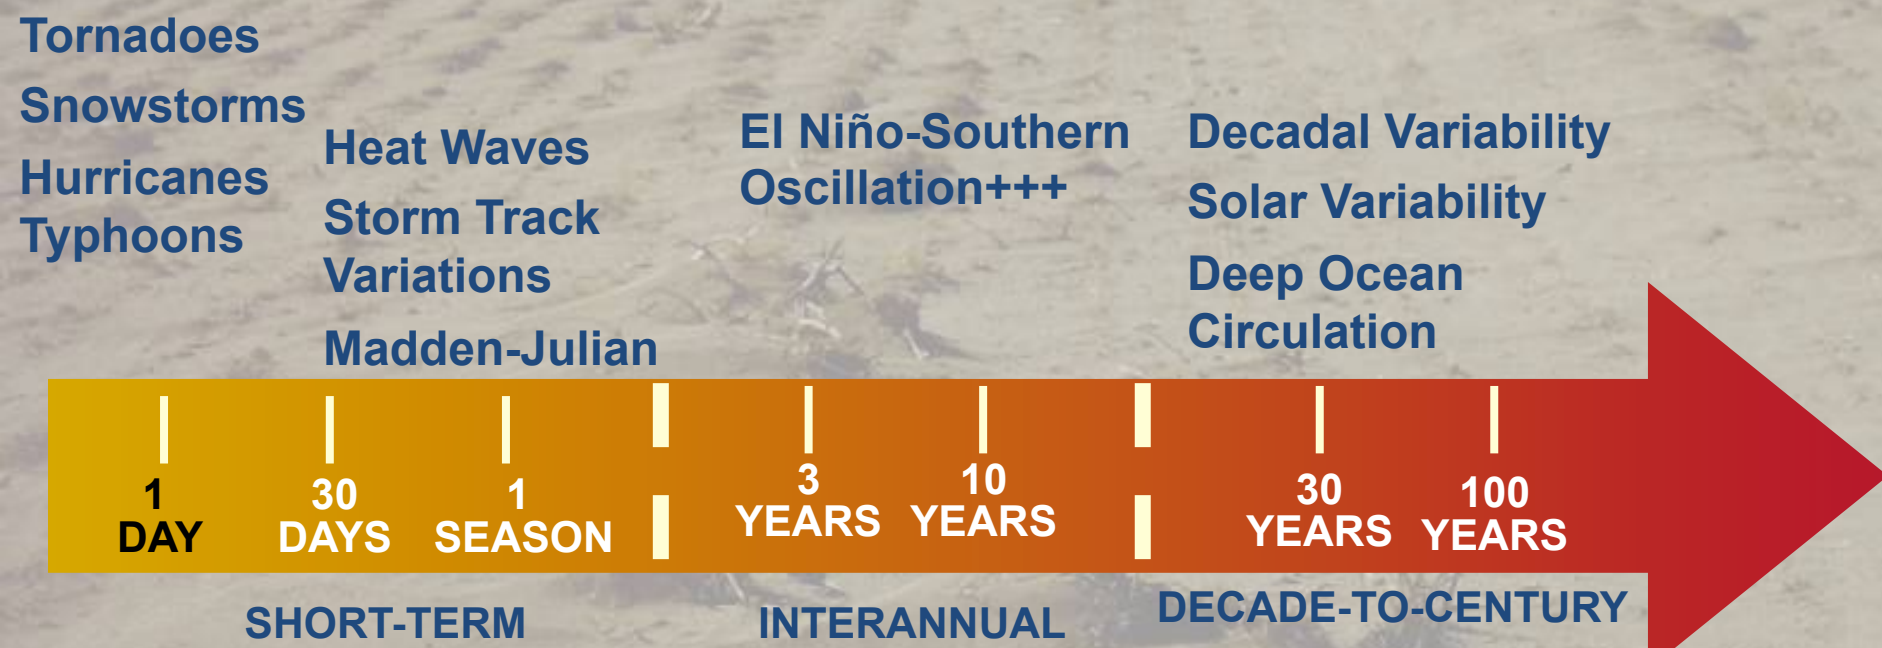 Tornadoes
Snowstorms
Hurricanes
Typhoons
Heat Waves
Storm Track
Variations
Madden-Julian
El Niño-Southern
Oscillation+++
Decadal Variability
Solar Variability
Deep Ocean
Circulation
1
DAY
30
DAYS
1
SEASON
3
YEARS
10
YEARS
30
YEARS
100
YEARS
SHORT-TERM
INTERANNUAL
DECADE-TO-CENTURY